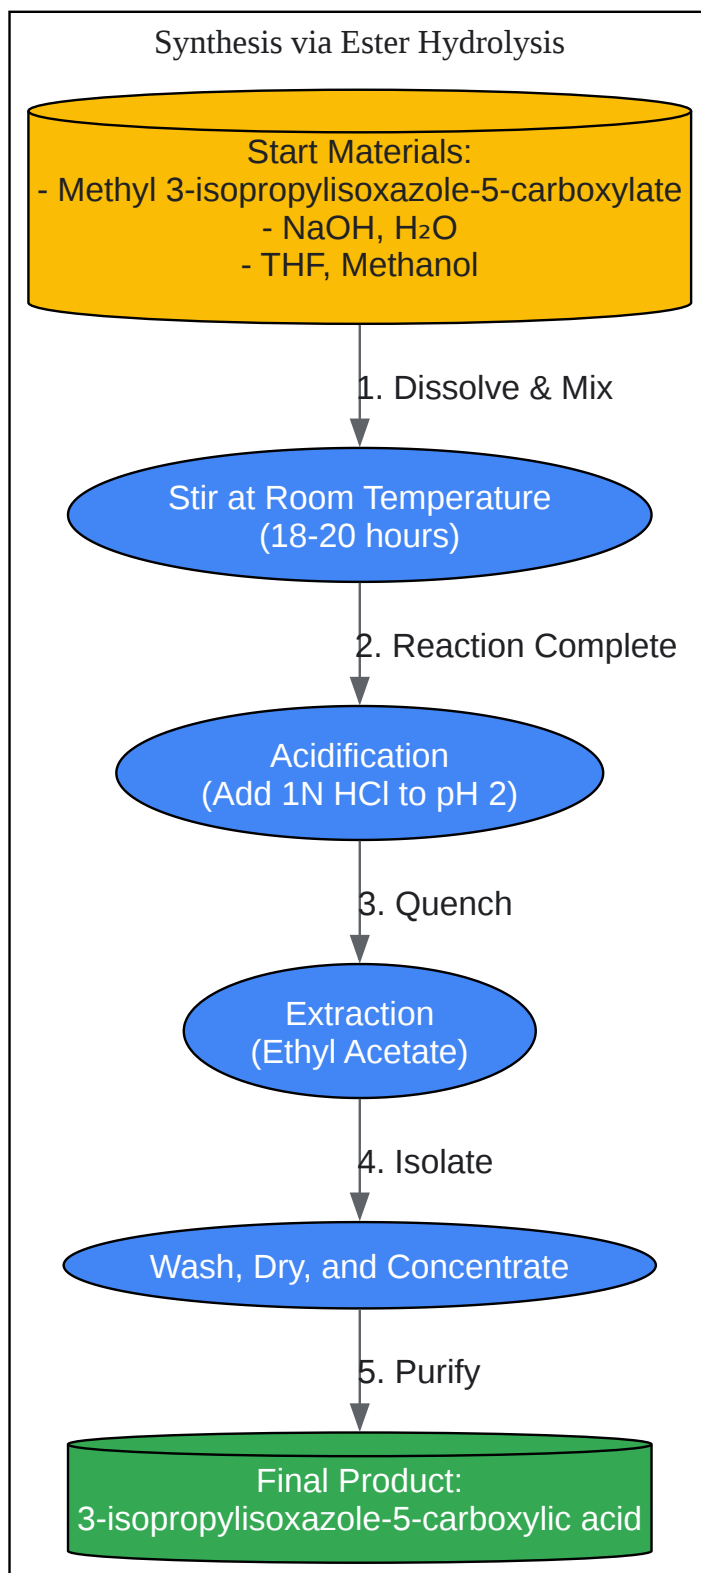 Synthesis via Ester Hydrolysis
Start Materials:
- Methyl 3-isopropylisoxazole-5-carboxylate
- NaOH, H₂O
- THF, Methanol
1. Dissolve & Mix
Stir at Room Temperature
(18-20 hours)
2. Reaction Complete
Acidification
(Add 1N HCl to pH 2)
3. Quench
Extraction
(Ethyl Acetate)
4. Isolate
Wash, Dry, and Concentrate
5. Purify
Final Product:
3-isopropylisoxazole-5-carboxylic acid